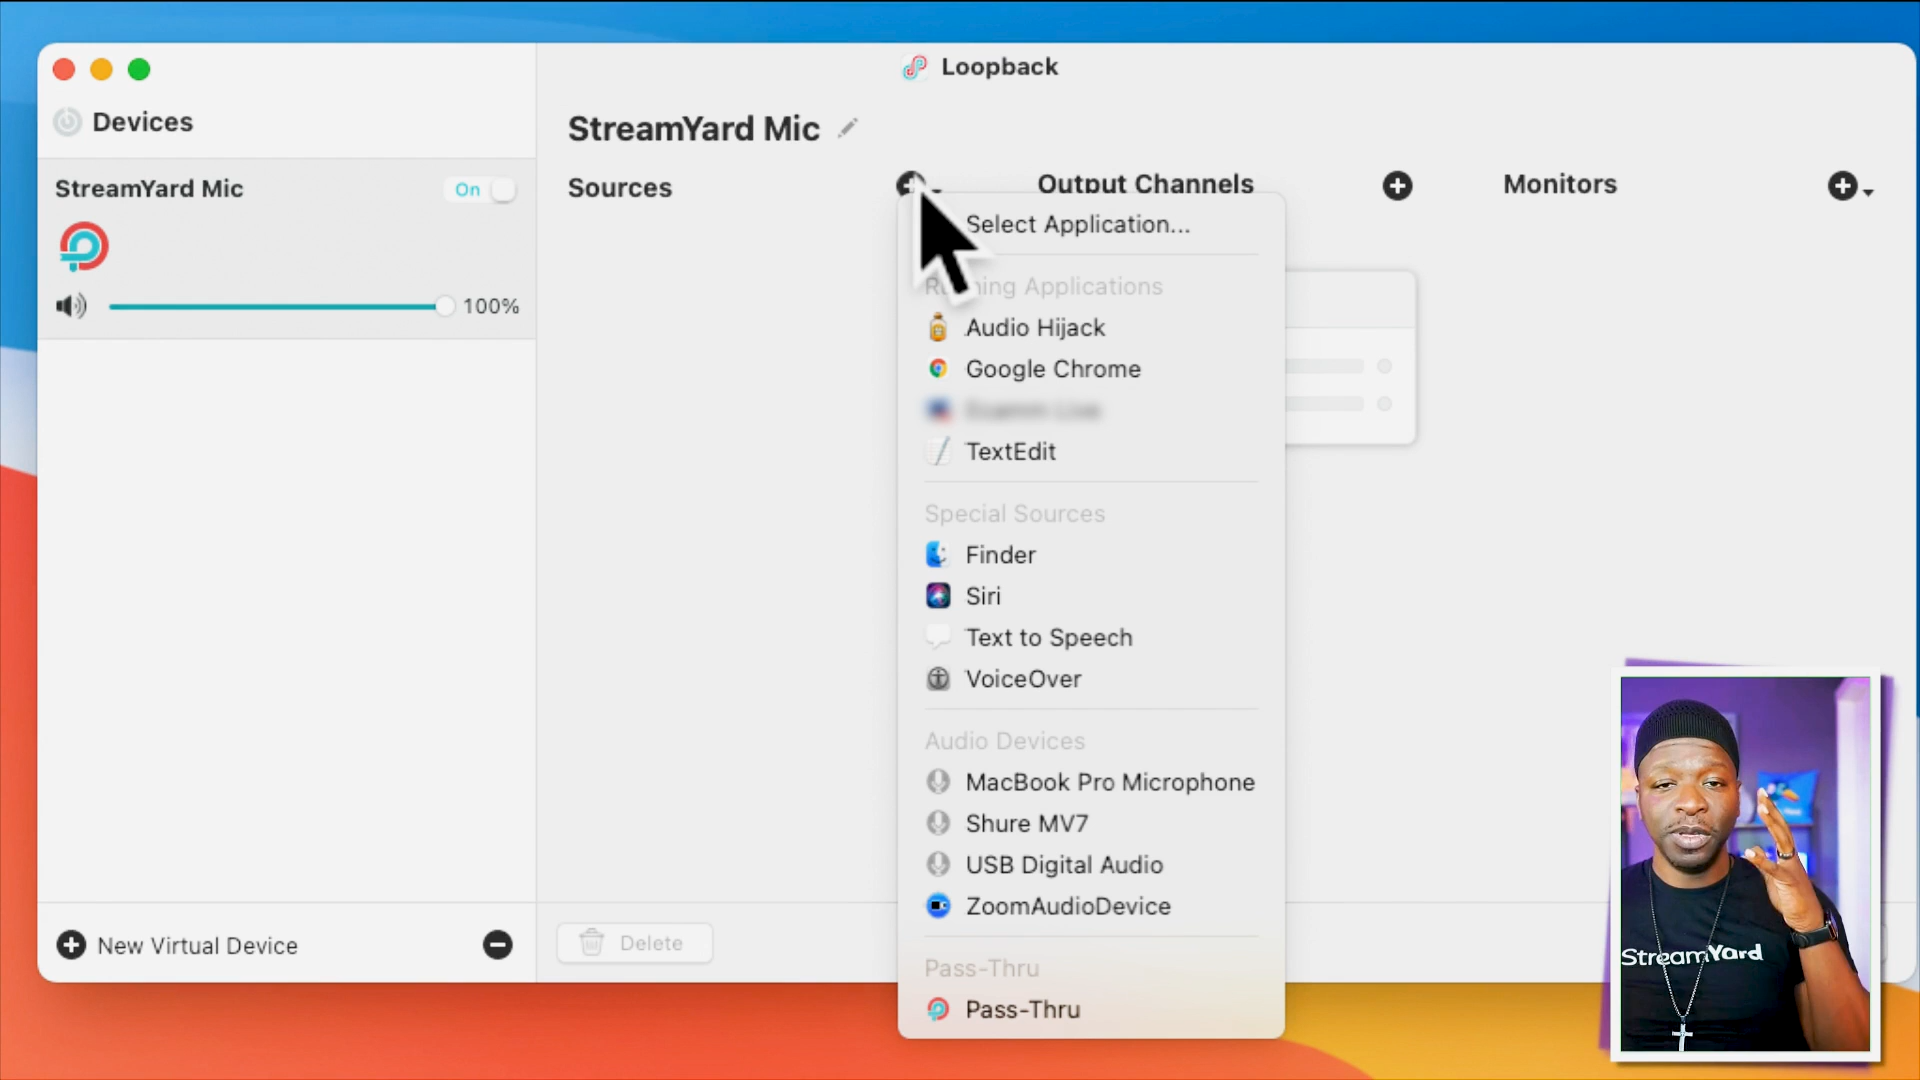 Loopback
Devices
StreamYard Mic
On
100%
New Virtual Device
StreamYard Mic
Sources
Output Channels
Monitors
Select Application...
Applications
Audio Hijack
Google Chrome
TextEdit
Special Sources
Finder
Siri
Text to Speech
VoiceOver
Audio Devices
MacBook Pro Microphone
Shure MV7
USB Digital Audio
ZoomAudioDevice
Pass-Thru
Pass-Thru
Delete
StreamYard